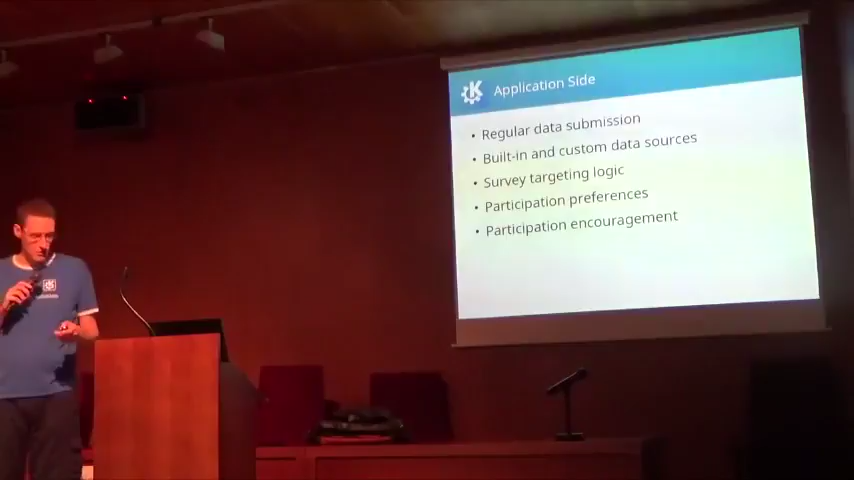 Application Side
• Regular data submission
• Built-in and custom data sources
• Survey targeting logic
• Participation preferences
• Participation encouragement